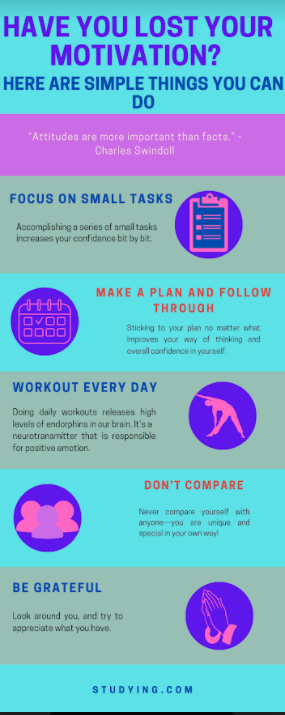 HAVE YOU LOST YOUR
MOTIVATION?
HERE ARE SIMPLE THINGS YOU CAN
DO
"Attitudes are more important than facts." -
Charles Swindoll
FOCUS ON SMALL TASKS
Accomplishing a series of small tasks
increases your confidence bit by bit.
MAKE A PLAN AND FOLLOW
THROUGH
Sticking to your plan no matter what
improves your way of thinking and
overall confidence in yourself.
WORKOUT EVERY DAY
Doing daily workouts releases high
levels of endorphins in our brain. It's a
neurotransmitter that is responsible
for positive emotion.
DON'T COMPARE
Never compare yourself with
anyone—you are unique and
special in your own way!
BE GRATEFUL
Look around you, and try to
appreciate what you have.
STUDYING.COM